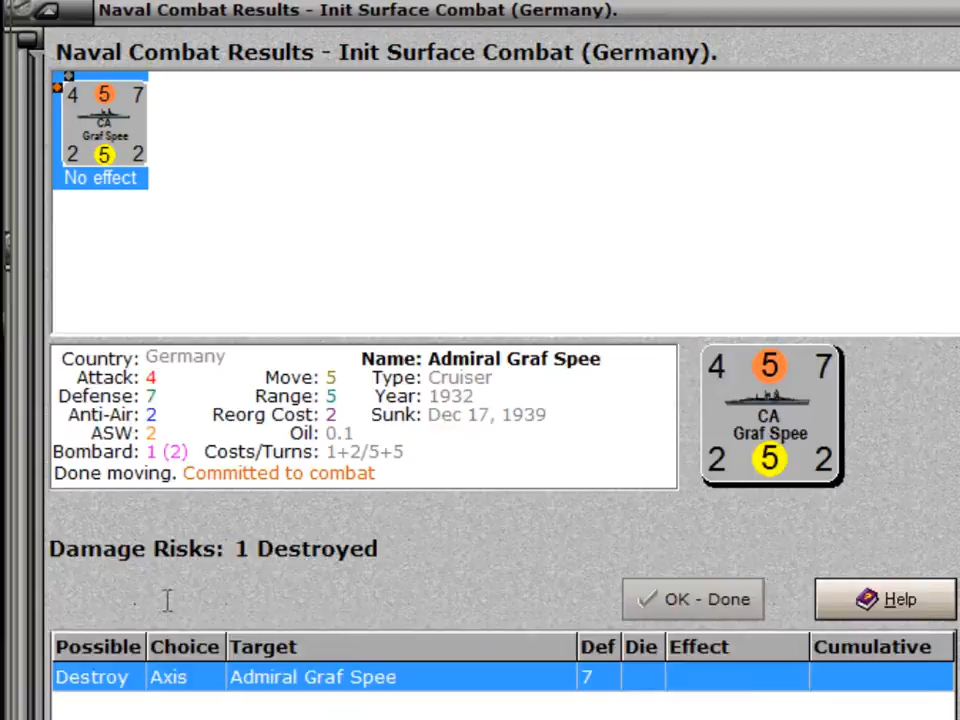 Naval Combat Results - Init Surface Combat (Germany).
Naval Combat Results - Init Surface Combat (Germany).
4 5 7
CA
Graf Spee
2 5 2
No effect
Country: Germany Name: Admiral Graf Spee
Attack: 4 Move: 5 Type: Cruiser
Defense: 7 Range: 5 Year: 1932
Anti-Air: 2 Reorg Cost: 2 Sunk: Dec 17, 1939
ASW: 2 Oil: 0.1
Bombard: 1 (2) Costs/Turns: 1+2/5+5
Done moving. Committed to combat
4 5 7
CA
Graf Spee
2 5 2
Damage Risks: 1 Destroyed
OK - Done Help
Possible Choice Target Def Die Effect Cumulative
Destroy Axis Admiral Graf Spee 7